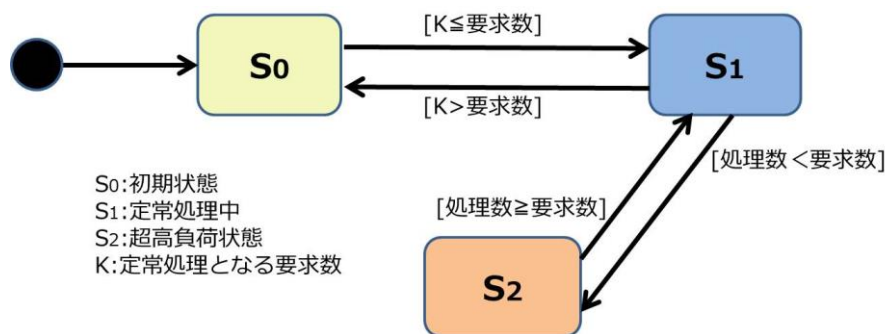 [K≦要求数]
S0
S1
[K>要求数]
[処理数<要求数]
S0:初期状態
S1:定常処理中
S2:超高負荷状態
K:定常処理となる要求数
[処理数≧要求数]
S2